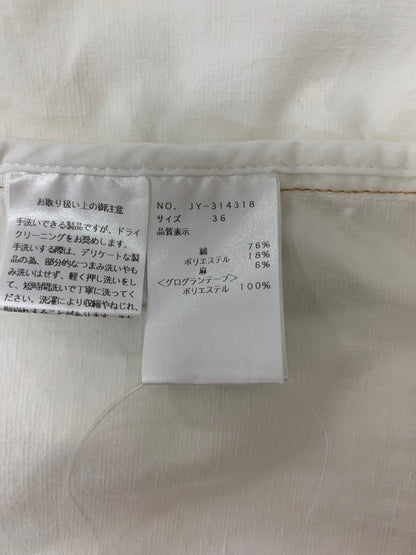 お取り扱い上の御注意
手洗いできる製品ですが、ドライ
クリーニングをお奨めします。
手洗いする際は、デリケートな製
品の為、部分的なつまみ洗いやも
み洗いはせず、軽く押し洗いをし
て、短時間洗いで丁寧に洗ってく
ださい。洗濯により収縮やねじれ、
NO. JY-314318
サイズ 36
品質表示
綿 76%
ポリエステル 18%
麻 6%
＜グログランテープ＞
ポリエステル 100%